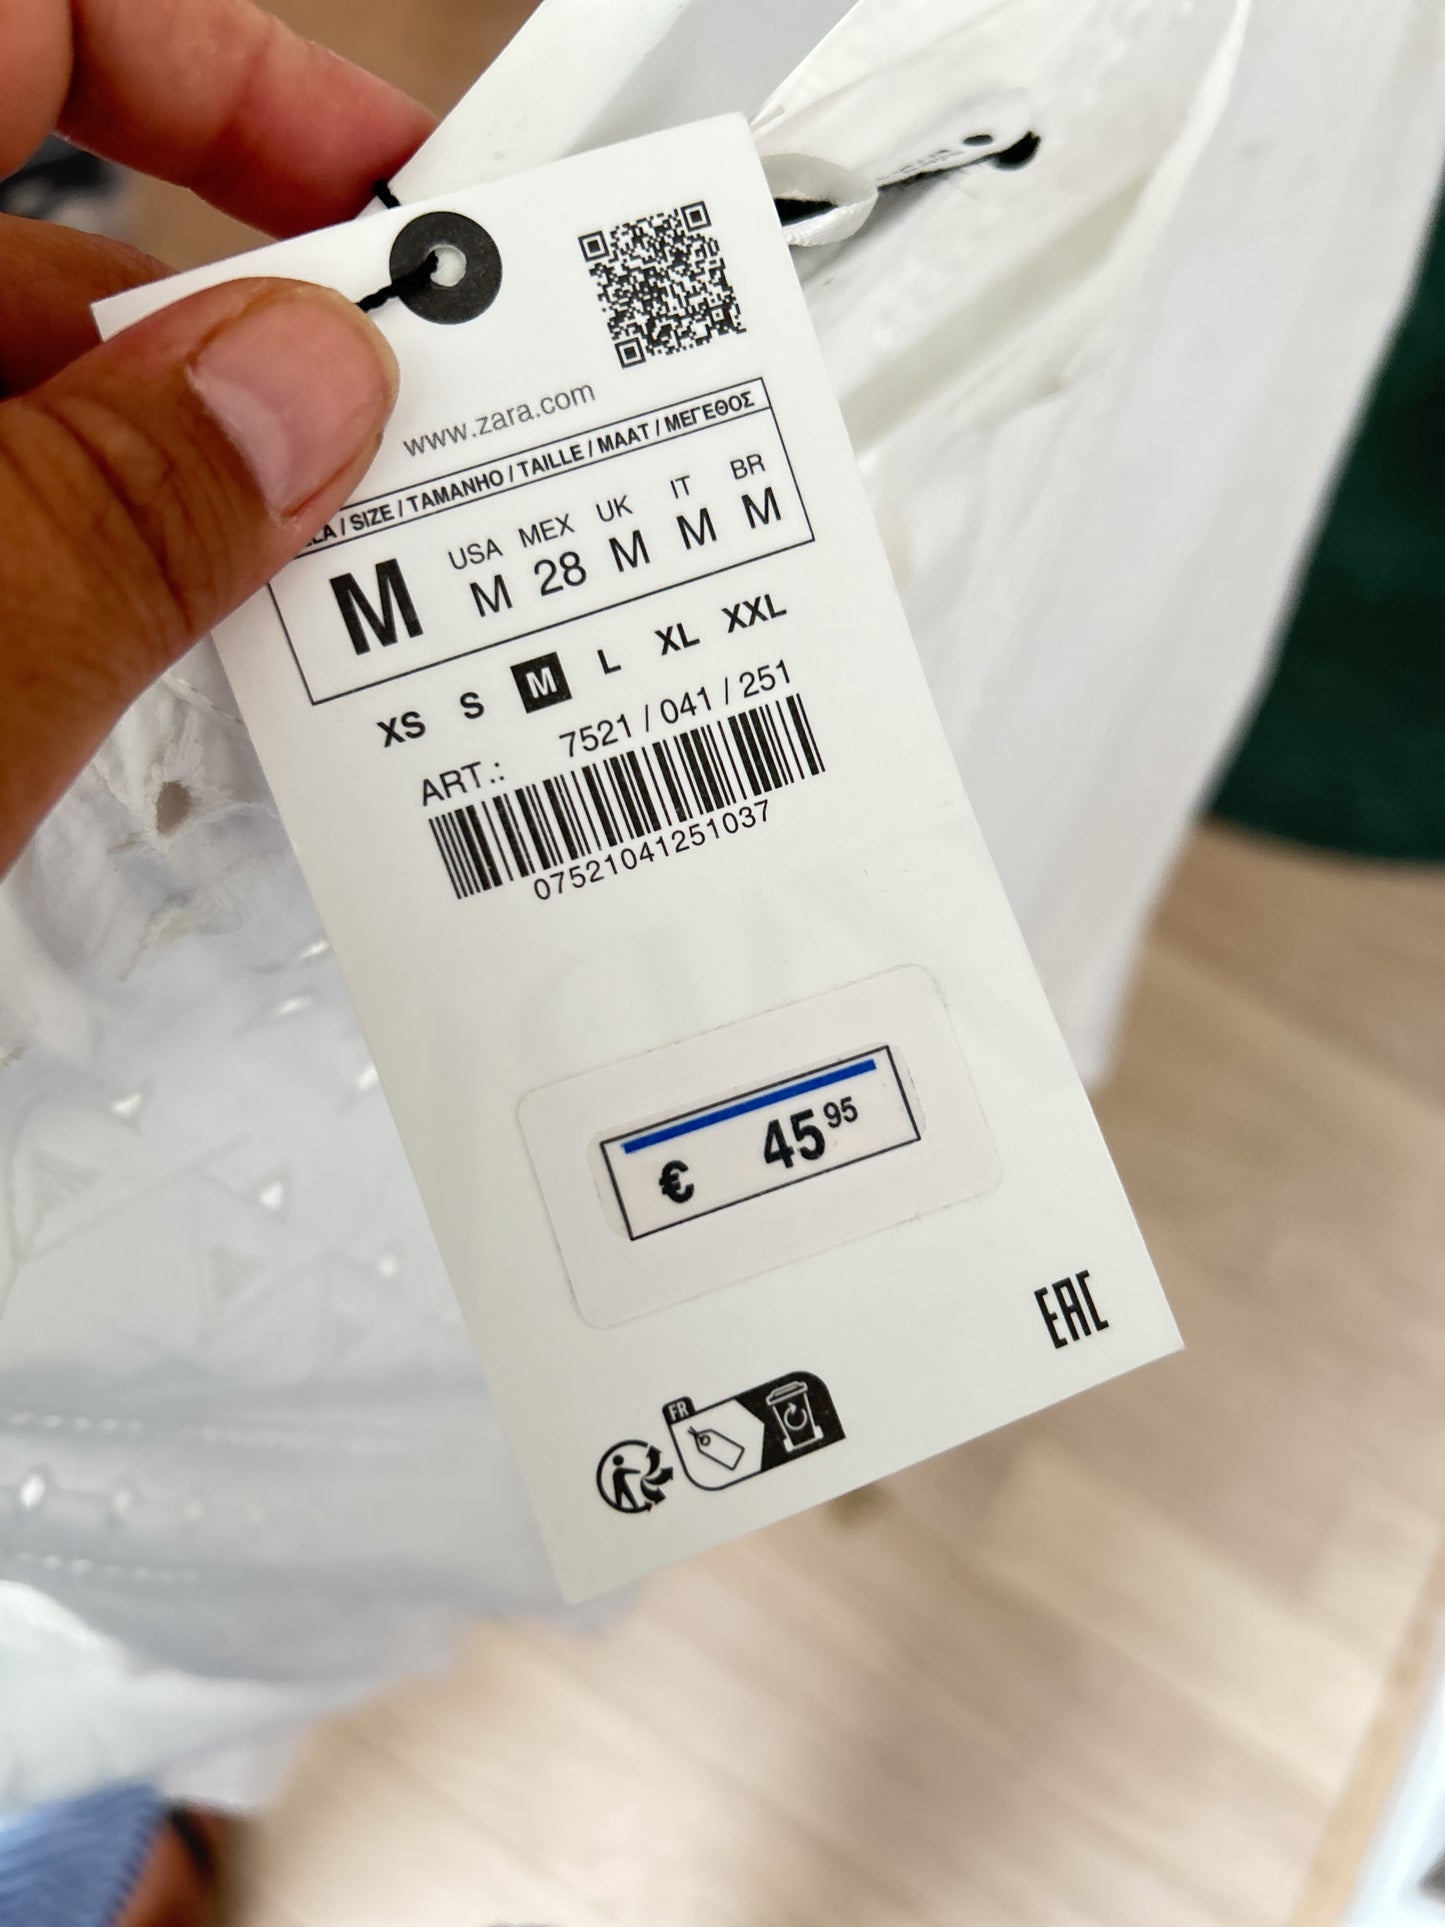 www.zara.com
/ SIZE / TAMANHO / TAILLE / MAAT / ΜΕΓΕΘΟΣ
M USA M MEX 28 UK M IT M BR M
XS S M L XL XXL
ART.: 7521 / 041 / 251
07521041251037
€ 45 95
EAC
FR